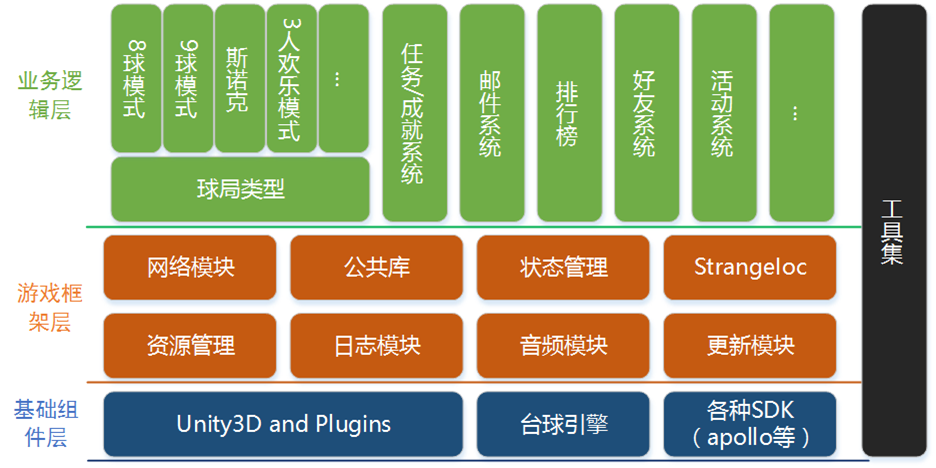 业务逻
辑层
8球模式
9球模式
斯诺克
3人欢乐模式
...
球局类型
任务/成就系统
邮件系统
排行榜
好友系统
活动系统
...
工具集
游戏框
架层
网络模块
公共库
状态管理
StrangeIoc
资源管理
日志模块
音频模块
更新模块
基础组
件层
Unity3D and Plugins
台球引擎
各种SDK
（apollo等）